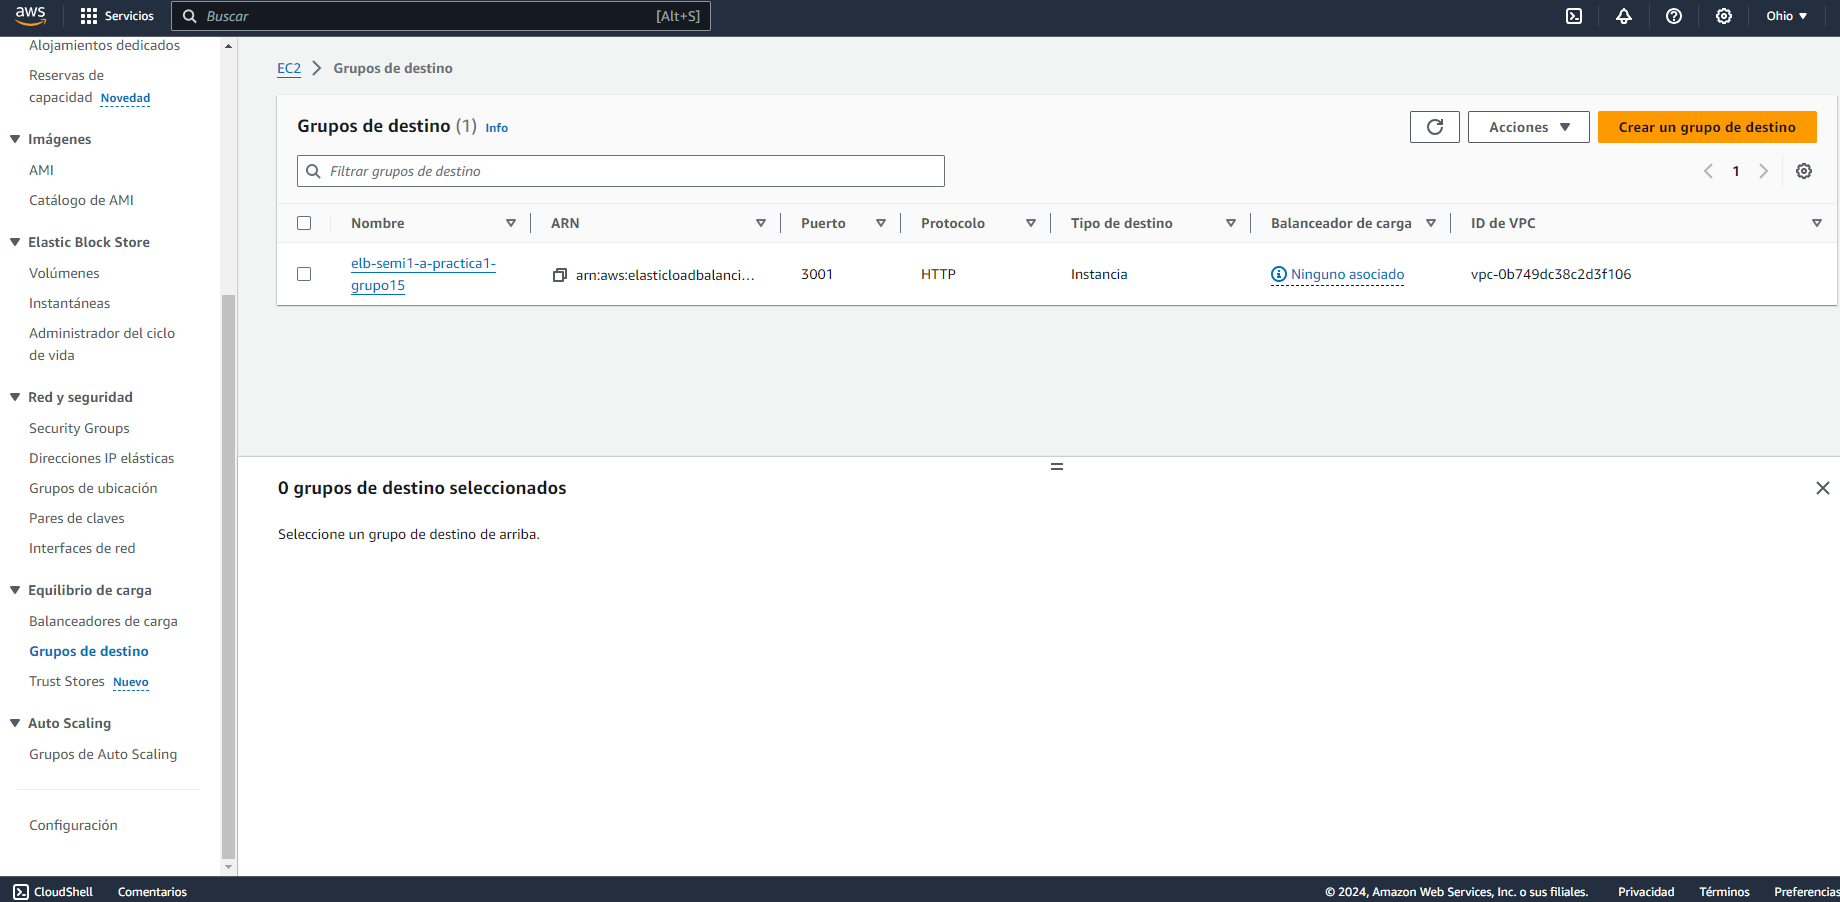 aws
Servicios
Buscar
[Alt+S]
Ohio
Alojamientos dedicados
Reservas de
capacidad Novedad
Imágenes
AMI
Catálogo de AMI
Elastic Block Store
Volúmenes
Instantáneas
Administrador del ciclo
de vida
Red y seguridad
Security Groups
Direcciones IP elásticas
Grupos de ubicación
Pares de claves
Interfaces de red
Equilibrio de carga
Balanceadores de carga
Grupos de destino
Trust Stores Nuevo
Auto Scaling
Grupos de Auto Scaling
Configuración
EC2 Grupos de destino
Grupos de destino (1) Info
Acciones
Crear un grupo de destino
Filtrar grupos de destino
1
Nombre ARN Puerto Protocolo Tipo de destino Balanceador de carga ID de VPC
elb-semi1-a-practica1-
grupo15
arn:aws:elasticloadbalanci... 3001 HTTP Instancia Ninguno asociado vpc-0b749dc38c2d3f106
0 grupos de destino seleccionados
Seleccione un grupo de destino de arriba.
CloudShell Comentarios © 2024, Amazon Web Services, Inc. o sus filiales. Privacidad Términos Preferencias